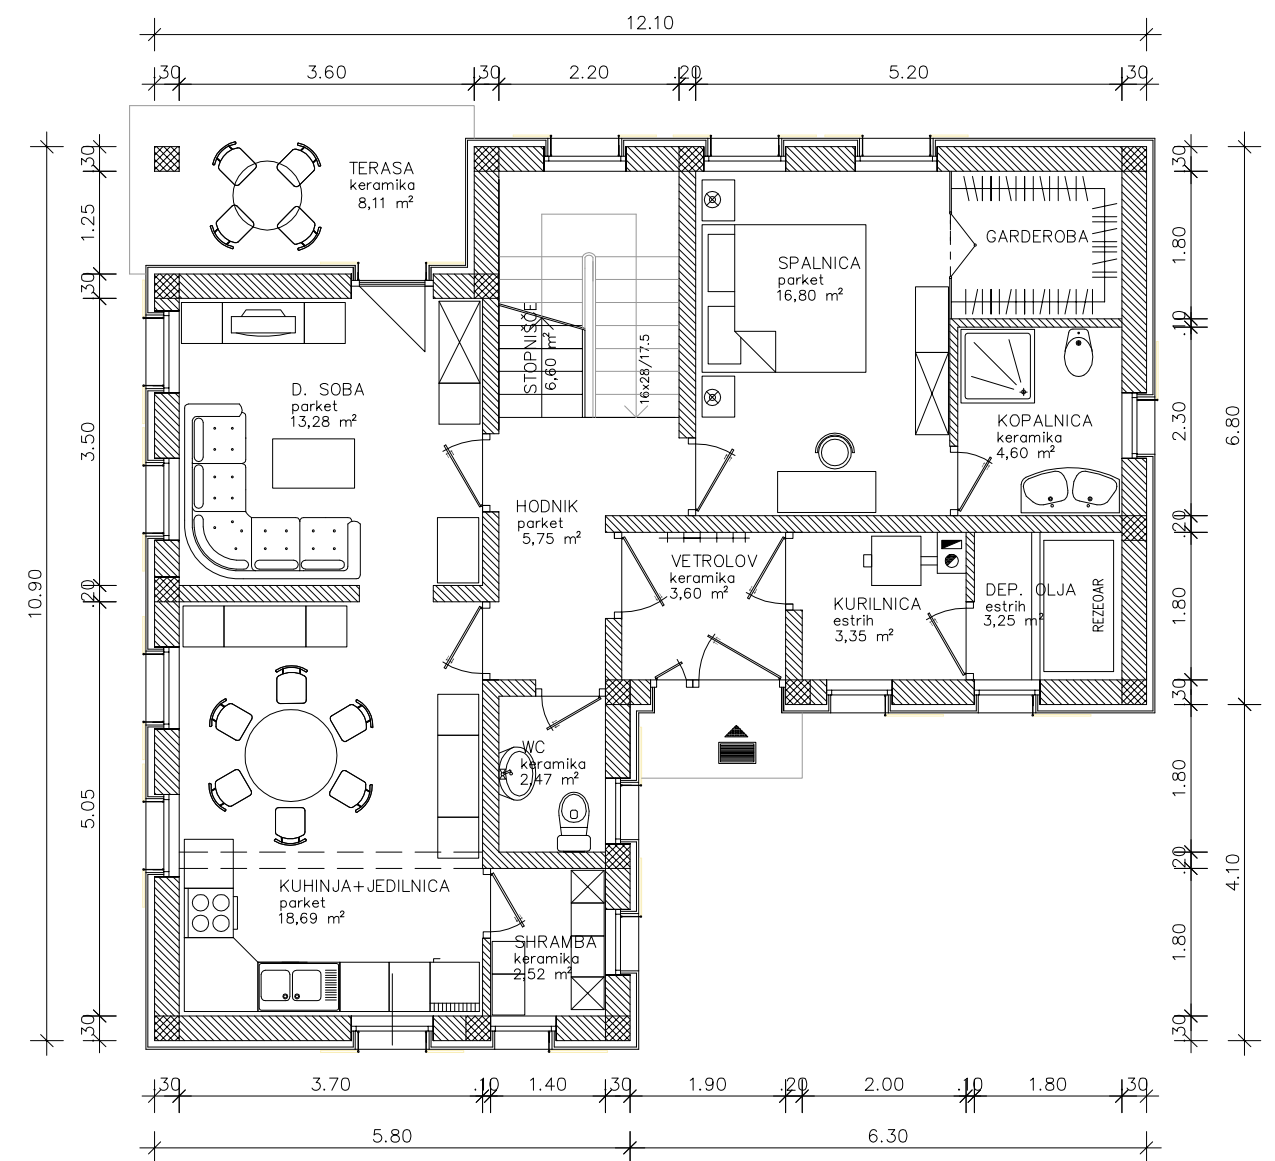 12.10
.30
3.60
.30
2.20
.20
5.20
.30
.30
1.25
.30
3.50
.20
5.05
.30
10.90
TERASA
keramika
8,11 m²
STOPNIŠČE
6,60 m²
16x28/17.5
SPALNICA
parket
16,80 m²
GARDEROBA
D. SOBA
parket
13,28 m²
KOPALNICA
keramika
4,60 m²
HODNIK
parket
5,75 m²
VETROLOV
keramika
3,60 m²
KURILNICA
estrih
3,35 m²
DEP. OLJA
estrih
3,25 m²
REZEOAR
WC
keramika
2,47 m²
KUHINJA+JEDILNICA
parket
18,69 m²
SHRAMBA
keramika
2,52 m²
.30
1.80
.10
2.30
.20
1.80
.30
1.80
.20
1.80
.30
6.80
4.10
.30
3.70
.10
1.40
.30
1.90
.20
2.00
.10
1.80
.30
5.80
6.30